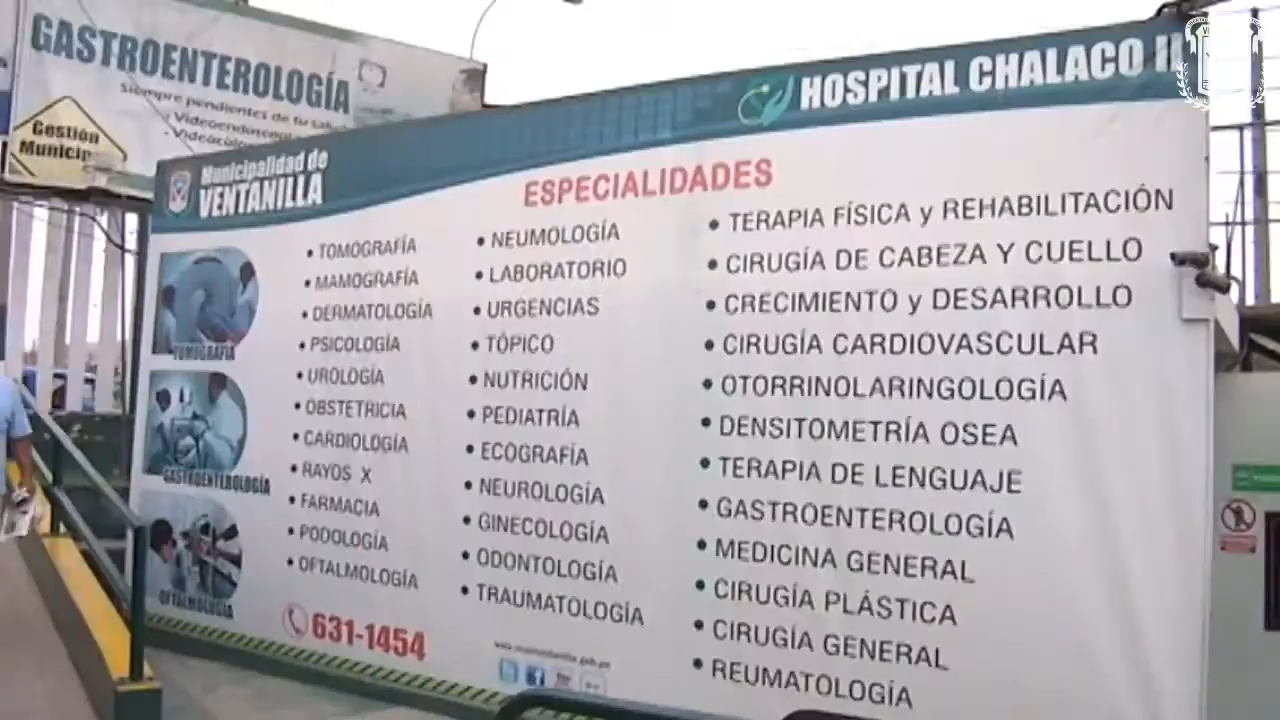 GASTROENTEROLOGÍA
Siempre pendientes de tu salud
Gestión
HOSPITAL CHALACO II
Municipalidad de
VENTANILLA
ESPECIALIDADES
• TOMOGRAFÍA
• MAMOGRAFÍA
• DERMATOLOGÍA
• PSICOLOGÍA
• UROLOGÍA
• OBSTETRICIA
• CARDIOLOGÍA
• RAYOS X
• FARMACIA
• PODOLOGÍA
• OFTALMOLOGÍA
• NEUMOLOGÍA
• LABORATORIO
• URGENCIAS
• TÓPICO
• NUTRICIÓN
• PEDIATRÍA
• ECOGRAFÍA
• NEUROLOGÍA
• GINECOLOGÍA
• ODONTOLOGÍA
• TRAUMATOLOGÍA
• TERAPIA FÍSICA y REHABILITACIÓN
• CIRUGÍA DE CABEZA Y CUELLO
• CRECIMIENTO y DESARROLLO
• CIRUGÍA CARDIOVASCULAR
• OTORRINOLARINGOLOGÍA
• DENSITOMETRÍA OSEA
• TERAPIA DE LENGUAJE
• GASTROENTEROLOGÍA
• MEDICINA GENERAL
• CIRUGÍA PLÁSTICA
• CIRUGÍA GENERAL
• REUMATOLOGÍA
TOMOGRAFÍA
GASTROENTEROLOGÍA
OFTALMOLOGÍA
631-1454